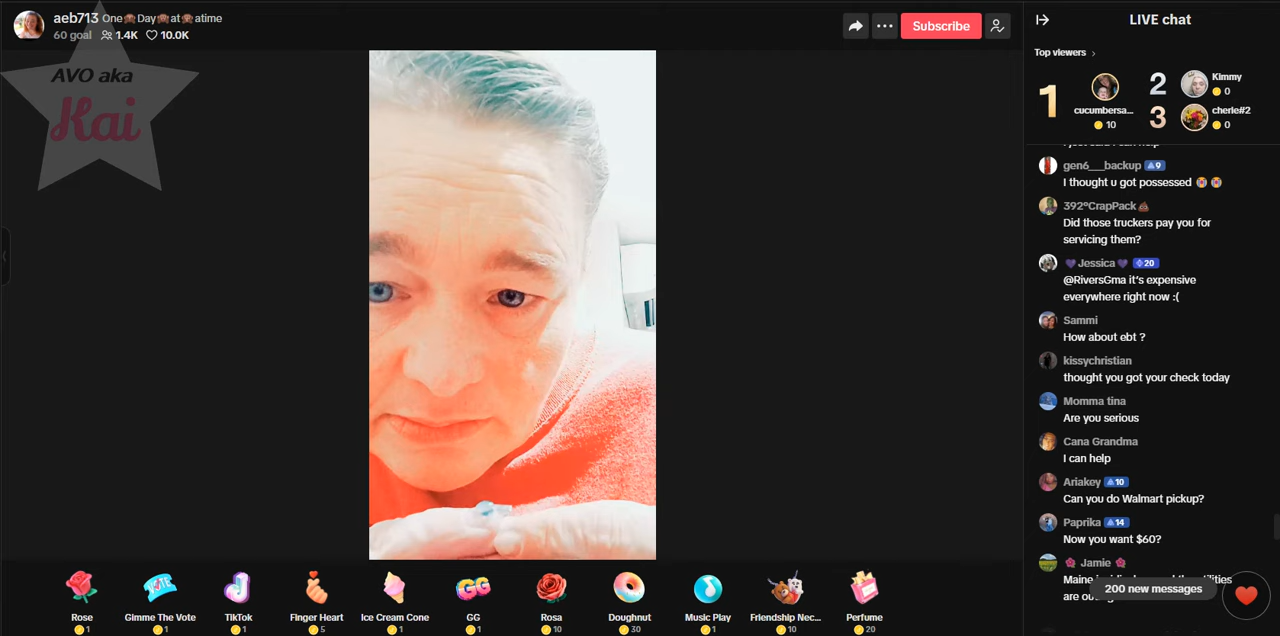 aeb713 One🙈Day🙈at🙈atime
60 goal 1.4K 10.0K
AVO aka
Kai
Subscribe
LIVE chat
Top viewers
1
cucumbersa...
10
2
Kimmy
0
3
cherle#2
0
gen6__backup 9
I thought u got possessed 😭 😭
392°CrapPack💩
Did those truckers pay you for
servicing them?
💜Jessica💜 20
@RiversGma it's expensive
everywhere right now :(
Sammi
How about ebt ?
kissychristian
thought you got your check today
Momma tina
Are you serious
Cana Grandma
I can help
Ariakey 10
Can you do Walmart pickup?
Paprika 14
Now you want $60?
🌺 Jamie 🌺
Maine
are
200 new messages
VOTE
GG
Rose
1
Gimme The Vote
1
TikTok
1
Finger Heart
5
Ice Cream Cone
1
GG
1
Rosa
10
Doughnut
30
Music Play
1
Friendship Nec...
10
Perfume
20